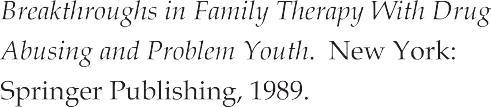 Breakthroughs in Family Therapy With Drug
Abusing and Problem Youth.  New York:
Springer Publishing, 1989.